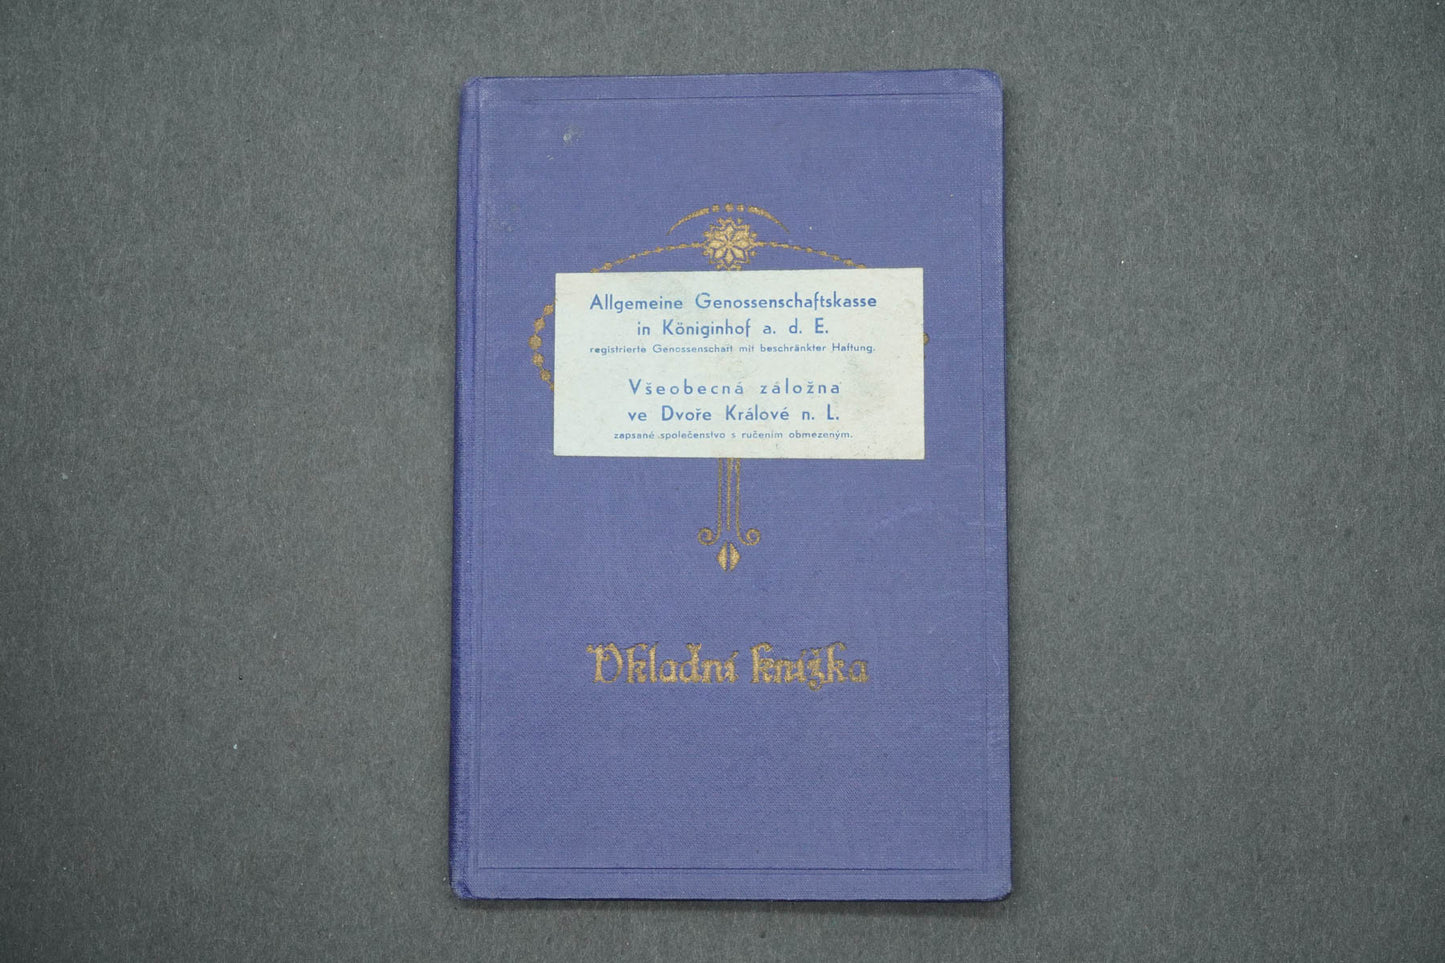 Allgemeine Genossenschaftskasse
in Königinhof a. d. E.
registrierte Genossenschaft mit beschränkter Haftung.
Všeobecná záložna
ve Dvoře Králové n. L.
zapsané společenstvo s ručením obmezeným.
Vkladní knížka